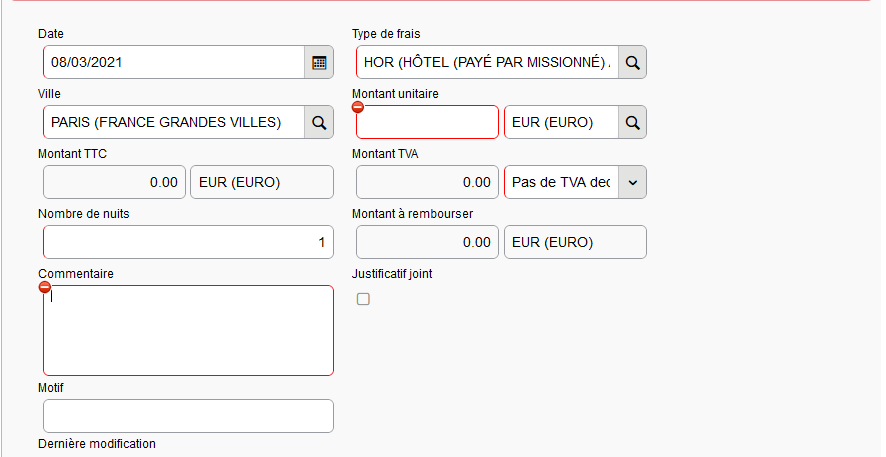 Date
Type de frais
08/03/2021
HOR (HÔTEL (PAYÉ PAR MISSIONNÉ)
Ville
Montant unitaire
PARIS (FRANCE GRANDES VILLES)
EUR (EURO)
Montant TTC
Montant TVA
0.00
EUR (EURO)
0.00
Pas de TVA dec
Nombre de nuits
Montant à rembourser
1
0.00
EUR (EURO)
Commentaire
Justificatif joint
Motif
Dernière modification